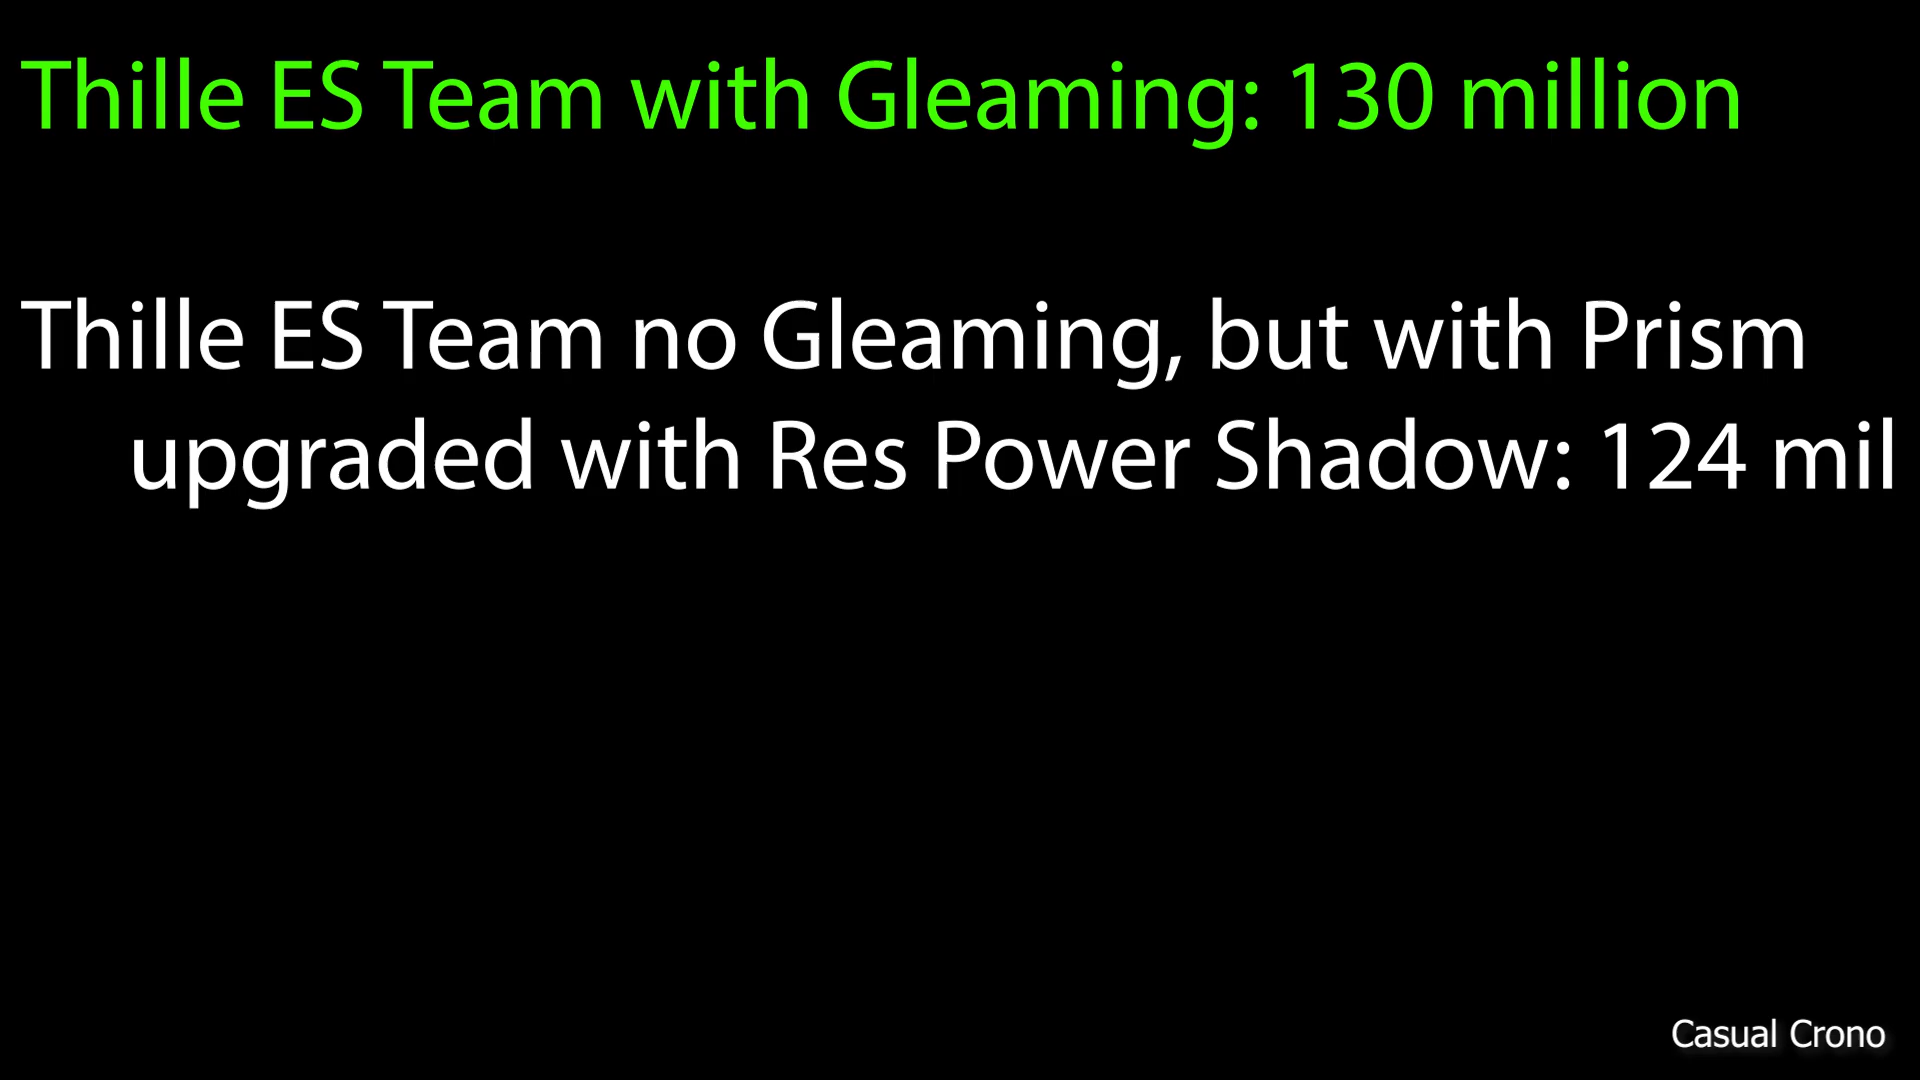 Thille ES Team with Gleaming: 130 million
Thille ES Team no Gleaming, but with Prism
upgraded with Res Power Shadow: 124 mil
Casual Crono